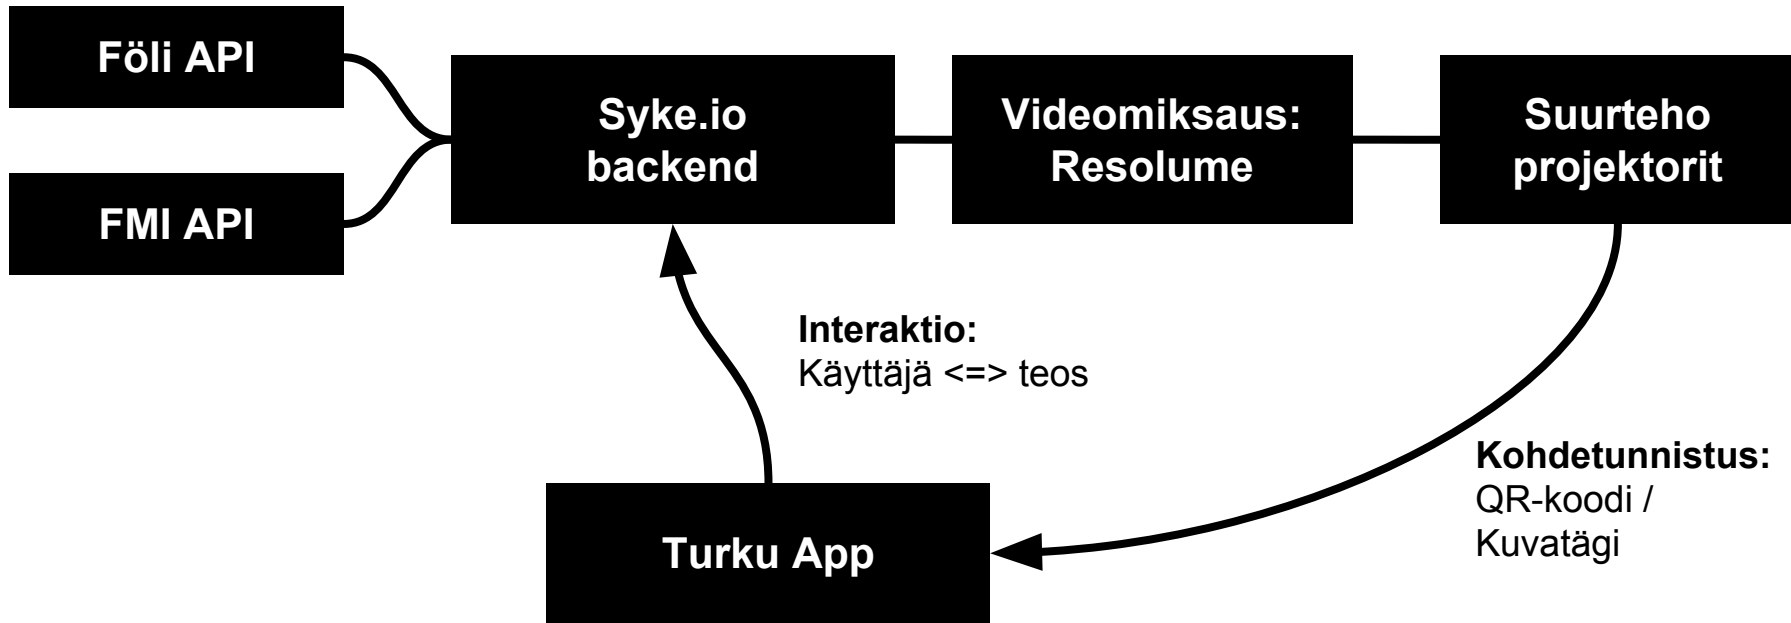 Föli API
FMI API
Syke.io
backend
Videomiksaus:
Resolume
Suurteho
projektorit
Interaktio:
Käyttäjä <=> teos
Kohdetunnistus:
QR-koodi /
Kuvatägi
Turku App